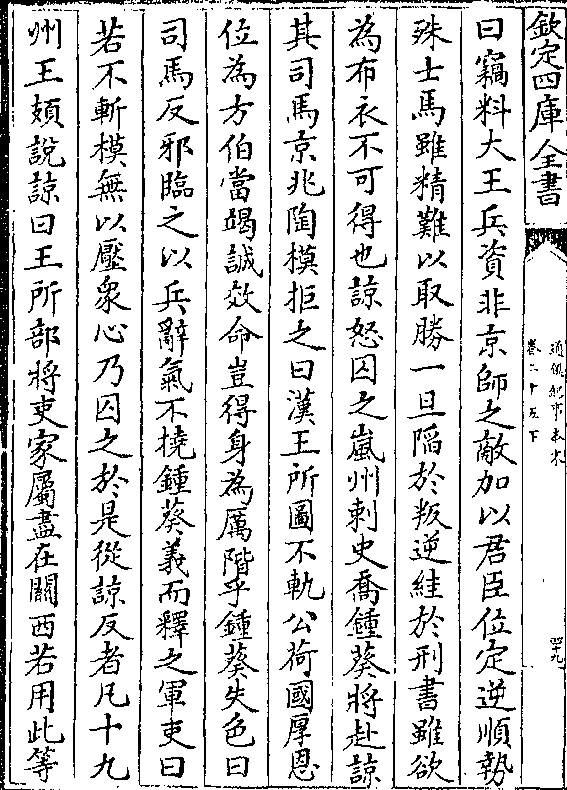 欽定四庫全書
通鑑紀事本末
卷二十五下
四十九
曰竊料大王兵資非京師之敵加以君臣位定逆順勢
殊士馬雖精難以取勝一旦陷於叛逆絓於刑書雖欲
為布衣不可得也諒怒囚之嵐州刺史喬鍾葵將赴諒
其司馬京兆陶模拒之曰漢王所圖不軌公荷國厚恩
位為方伯當竭誠效命豈得身為厲階乎鍾葵失色曰
司馬反邪臨之以兵辭氣不撓鍾葵義而釋之軍吏曰
若不斬模無以壓衆心乃囚之於是從諒反者凡十九
州王頍說諒曰王所部將吏家屬盡在關西若用此等